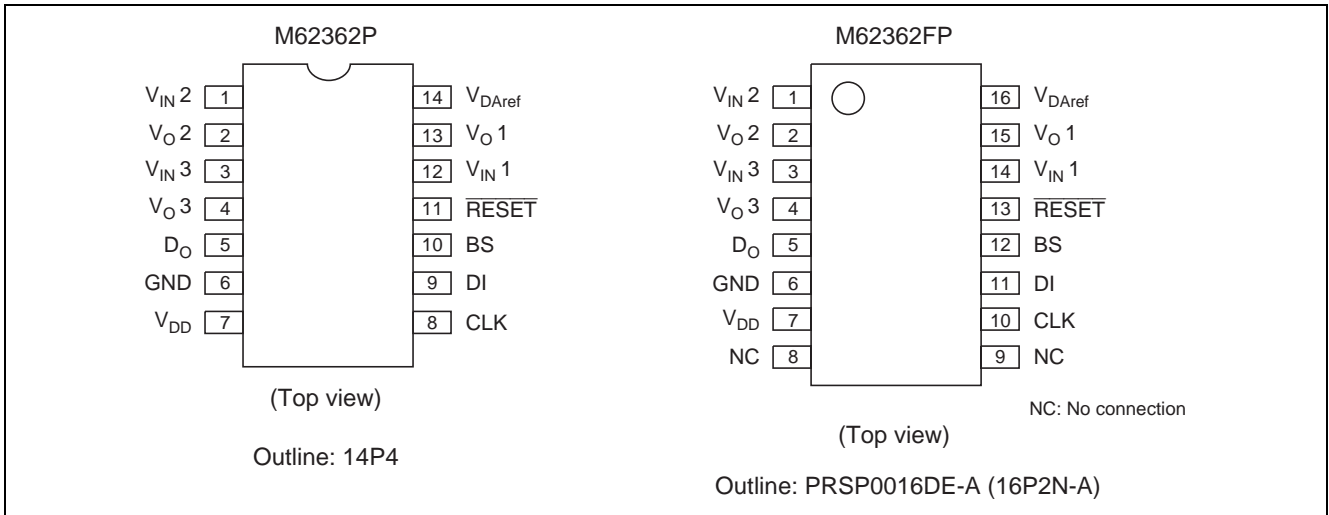 M62362P
VIN 2 1 14 VDAref
VO 2 2 13 VO 1
VIN 3 3 12 VIN 1
VO 3 4 11 RESET
DO 5 10 BS
GND 6 9 DI
VDD 7 8 CLK
(Top view)
Outline: 14P4
M62362FP
VIN 2 1 16 VDAref
VO 2 2 15 VO 1
VIN 3 3 14 VIN 1
VO 3 4 13 RESET
DO 5 12 BS
GND 6 11 DI
VDD 7 10 CLK
NC 8 9 NC
NC: No connection
(Top view)
Outline: PRSP0016DE-A (16P2N-A)